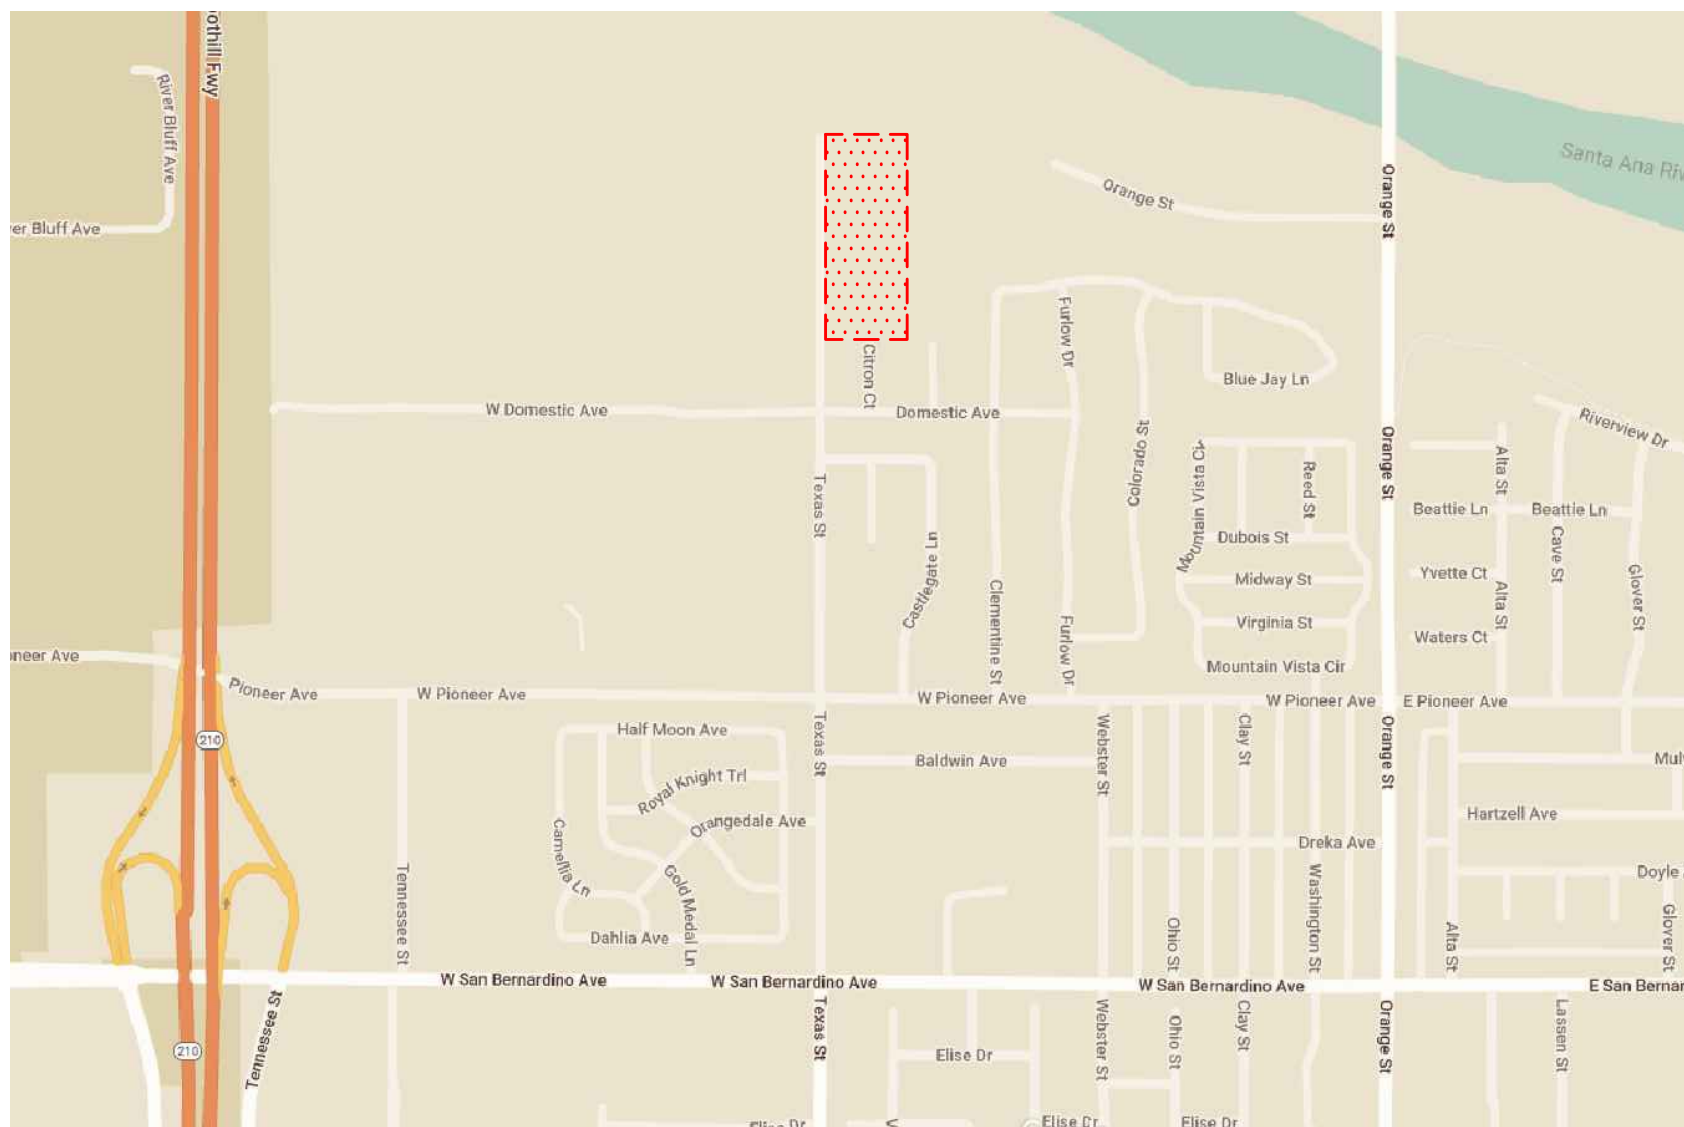 oothill Fwy
River Bluff Ave
Santa Ana Riv
Orange St
Orange St
er Bluff Ave
Furlow Dr
Citron Ct
Blue Jay Ln
W Domestic Ave
Domestic Ave
Riverview Dr
Colorado St
Orange St
Mountain Vista Cir
Reed St
Alta St
Texas St
Beattie Ln
Beattie Ln
Dubois St
Cave St
Castlegate Ln
Midway St
Yvette Ct
Clementine St
Alta St
Glover St
Virginia St
Waters Ct
Furlow Dr
oneer Ave
Mountain Vista Cir
Pioneer Ave
W Pioneer Ave
W Pioneer Ave
W Pioneer Ave
E Pioneer Ave
Half Moon Ave
210
Texas St
Webster St
Clay St
Orange St
Baldwin Ave
Mul
Royal Knight Trl
Orangedale Ave
Hartzell Ave
Dreka Ave
Camellia Ln
Gold Medal Ln
Tennessee St
Washington St
Doyle
Dahlia Ave
Ohio St
Alta St
Glover St
W San Bernardino Ave
W San Bernardino Ave
W San Bernardino Ave
E San Bernar
Tennessee St
Texas St
Webster St
Ohio St
Clay St
Orange St
Lassen St
210
Elise Dr
Elise Dr
Elise Dr
Elise Dr